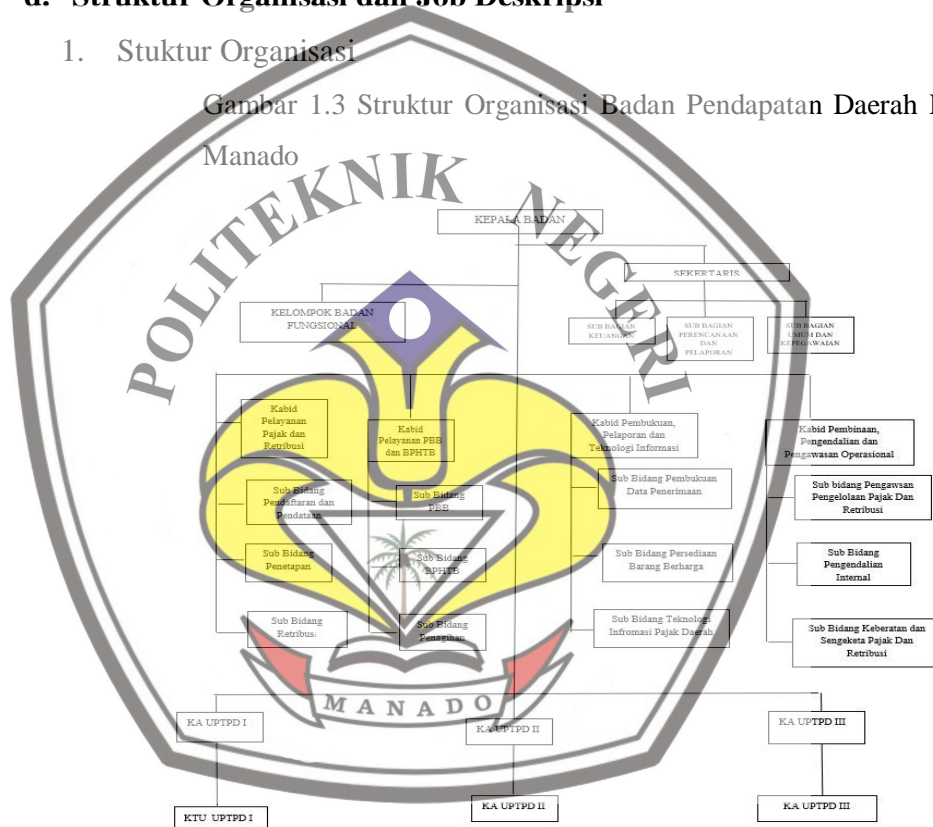 d. Struktur Organisasi dan Job Deskripsi
1. Stuktur Organisasi
Gambar 1.3 Struktur Organisasi Badan Pendapatan Daerah
Manado
POLITEKNIK NEGERI
KEPALA BADAN
SEKERTARIS
KELOMPOK BADAN
FUNGSIONAL
SUB BAGIAN
KEUANGAN
SUB BAGIAN
PERENCANAAN
DAN
PELAPORAN
SUB BAGIAN
UMUM DAN
KEPEGAWAIAN
Kabid
Pelayanan
Pajak dan
Retribusi
Kabid
Pelayanan PBB
dan BPHTB
Kabid Pembukuan,
Pelaporan dan
Teknologi Informasi
Kabid Pembinaan,
Pengendalian dan
Pengawasan Operasional
Sub Bidang
Pendaftaran dan
Pendataan
Sub Bidang
PBB
Sub Bidang Pembukuan
Data Penerimaan
Sub bidang Pengawsan
Pengelolaan Pajak Dan
Retribusi
Sub Bidang
Penetapan
Sub Bidang
BPHTB
Sub Bidang Persediaan
Barang Berharga
Sub Bidang
Pengendalian
Internal
Sub Bidang
Retribusi
Sub Bidang
Penagihan
Sub Bidang Teknologi
Infromasi Pajak Daerah
Sub Bidang Keberatan dan
Sengeketa Pajak Dan
Retribusi
MANADO
KA UPTPD I
KA UPTPD II
KA UPTPD III
KTU UPTPD I
KA UPTPD II
KA UPTPD III